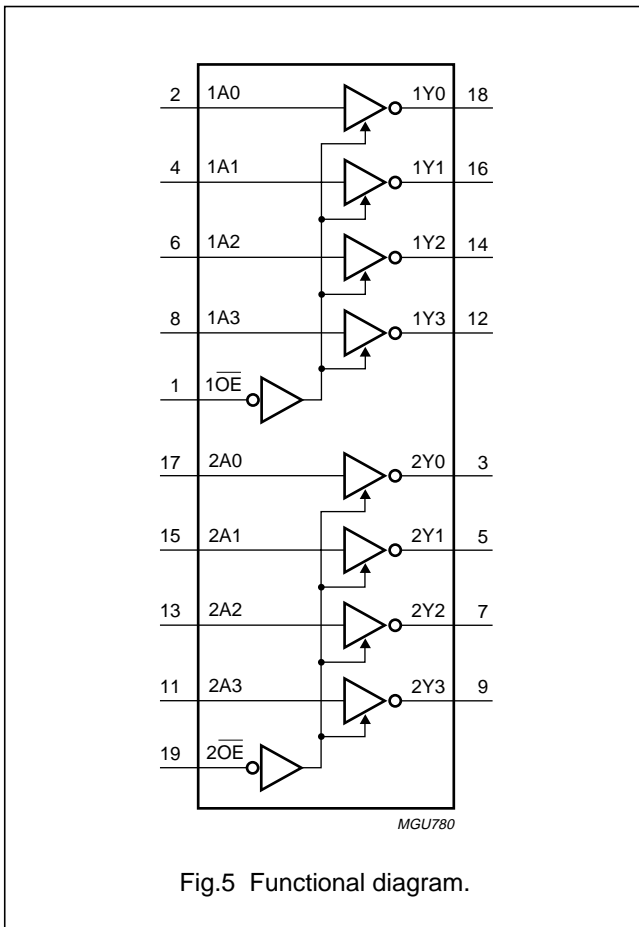 2 1A0 1Y0 18
4 1A1 1Y1 16
6 1A2 1Y2 14
8 1A3 1Y3 12
1 1O̅E̅
17 2A0 2Y0 3
15 2A1 2Y1 5
13 2A2 2Y2 7
11 2A3 2Y3 9
19 2O̅E̅
MGU780
Fig.5 Functional diagram.